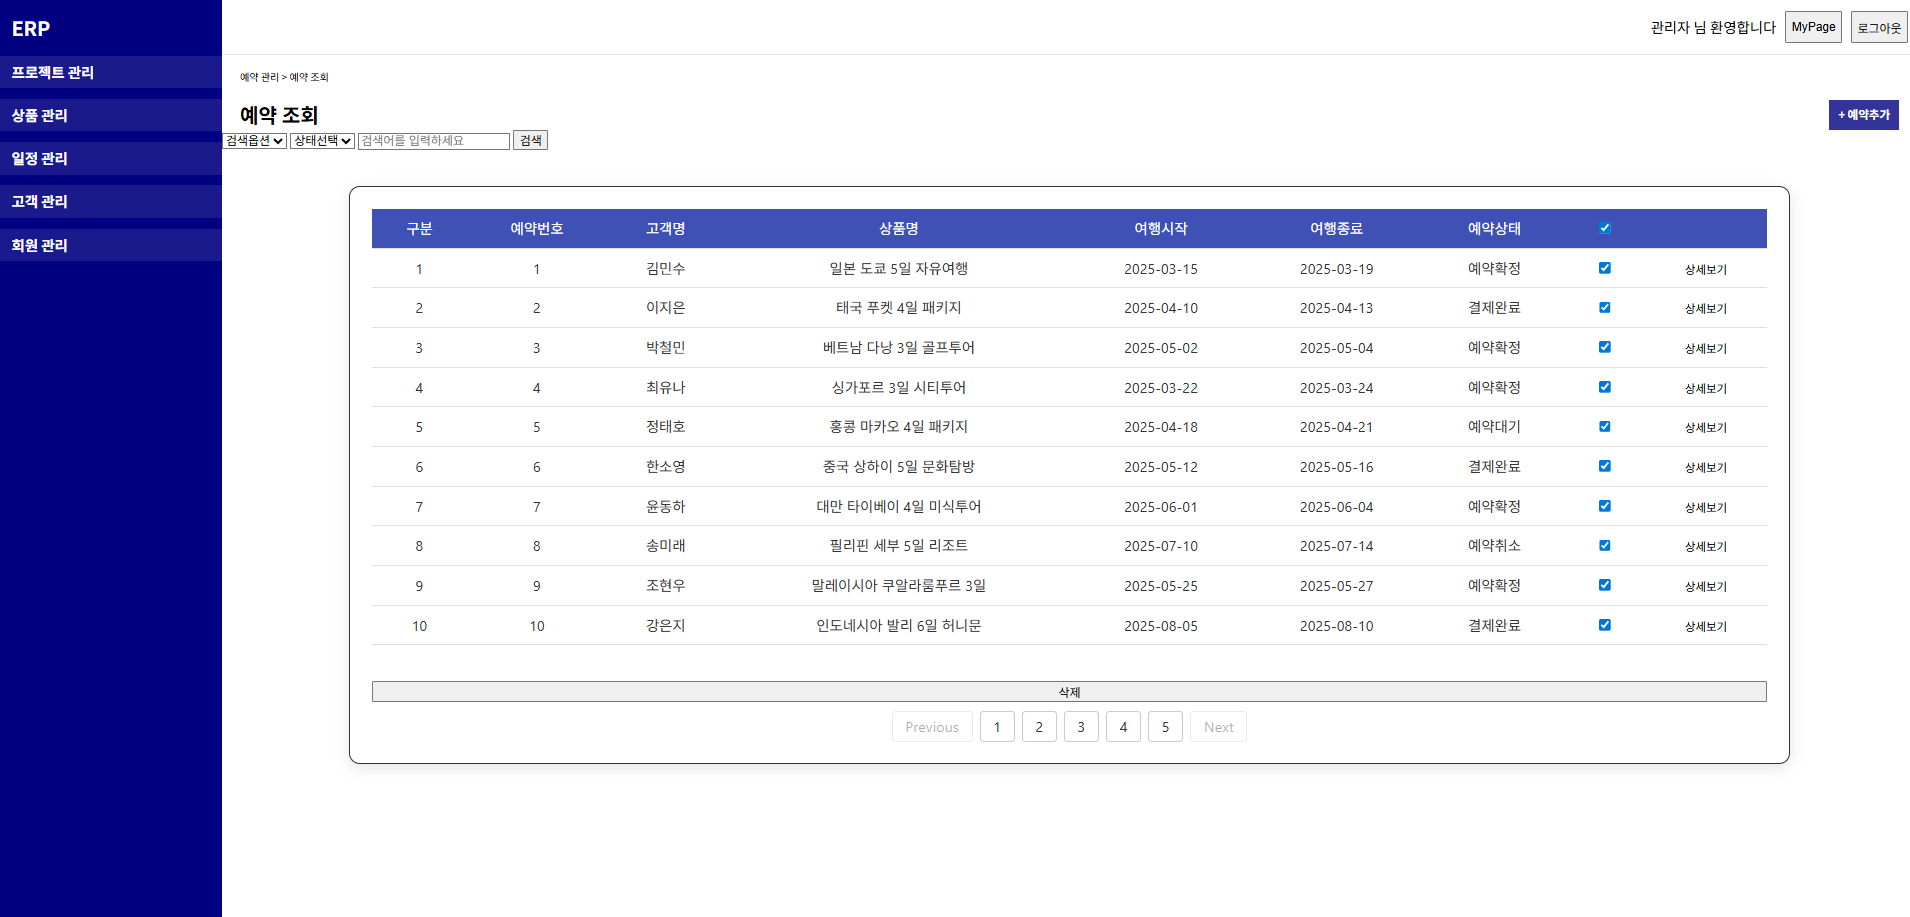 ERP
관리자 님 환영합니다 MyPage 로그아웃
프로젝트 관리
상품 관리
일정 관리
고객 관리
회원 관리
예약 관리 > 예약 조회
예약 조회
+ 예약추가
검색옵션 상태선택 검색어를 입력하세요 검색
구분 예약번호 고객명 상품명 여행시작 여행종료 예약상태
1 1 김민수 일본 도쿄 5일 자유여행 2025-03-15 2025-03-19 예약확정 상세보기
2 2 이지은 태국 푸켓 4일 패키지 2025-04-10 2025-04-13 결제완료 상세보기
3 3 박철민 베트남 다낭 3일 골프투어 2025-05-02 2025-05-04 예약확정 상세보기
4 4 최유나 싱가포르 3일 시티투어 2025-03-22 2025-03-24 예약확정 상세보기
5 5 정태호 홍콩 마카오 4일 패키지 2025-04-18 2025-04-21 예약대기 상세보기
6 6 한소영 중국 상하이 5일 문화탐방 2025-05-12 2025-05-16 결제완료 상세보기
7 7 윤동하 대만 타이베이 4일 미식투어 2025-06-01 2025-06-04 예약확정 상세보기
8 8 송미래 필리핀 세부 5일 리조트 2025-07-10 2025-07-14 예약취소 상세보기
9 9 조현우 말레이시아 쿠알라룸푸르 3일 2025-05-25 2025-05-27 예약확정 상세보기
10 10 강은지 인도네시아 발리 6일 허니문 2025-08-05 2025-08-10 결제완료 상세보기
삭제
Previous 1 2 3 4 5 Next